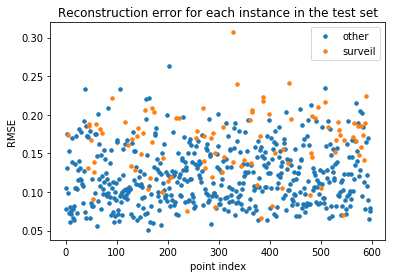 Reconstruction error for each instance in the test set
other
surveil
RMSE
0.30
0.25
0.20
0.15
0.10
0.05
0
100
200
300
400
500
600
point index